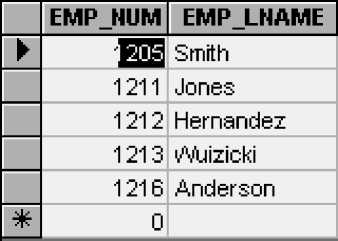 EMP_NUM EMP_LNAME
1205 Smith
1211 Jones
1212 Hernandez
1213 Wuizicki
1216 Anderson
0